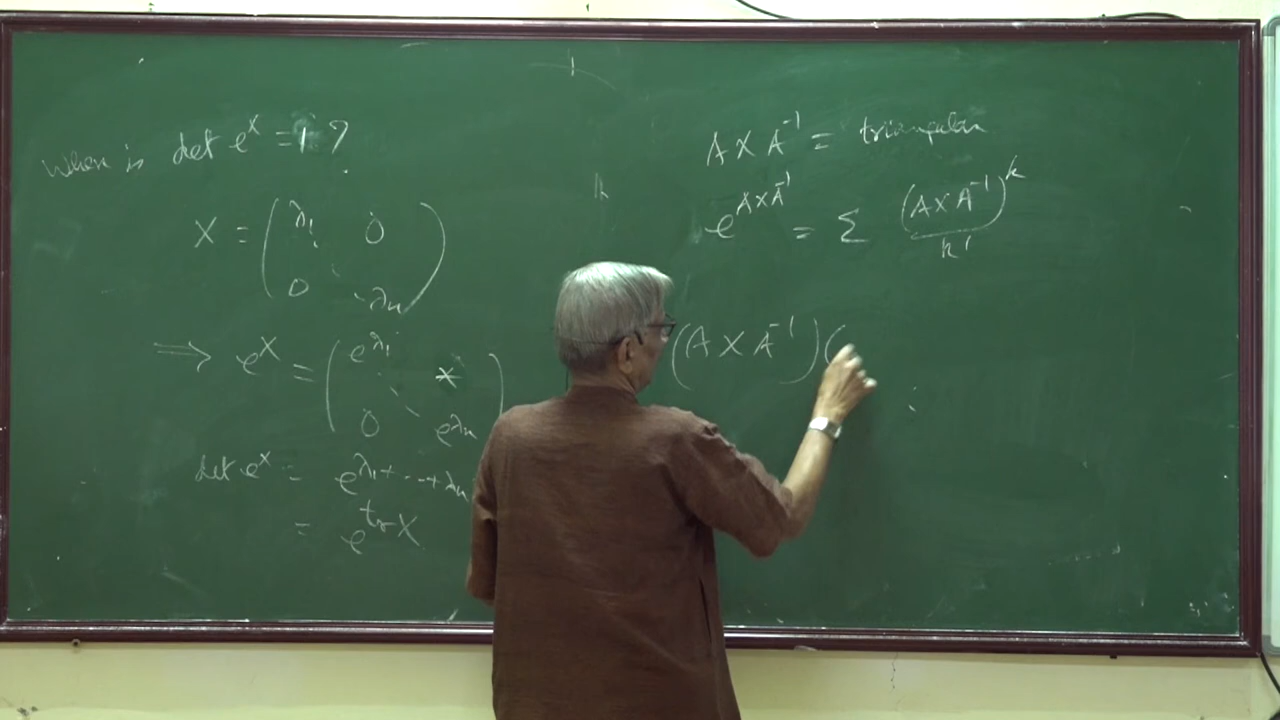 When is det e^X = 1 ?
X = ( λ₁ 0
0 λₙ )
⇒ e^X = ( e^λ₁ *
0 e^λₙ )
det e^X = e^λ₁+---+λₙ
= e^tr X
A X A⁻¹ = triangular
e^AXA⁻¹ = Σ (A X A⁻¹)^k / k!
(A X A⁻¹) (